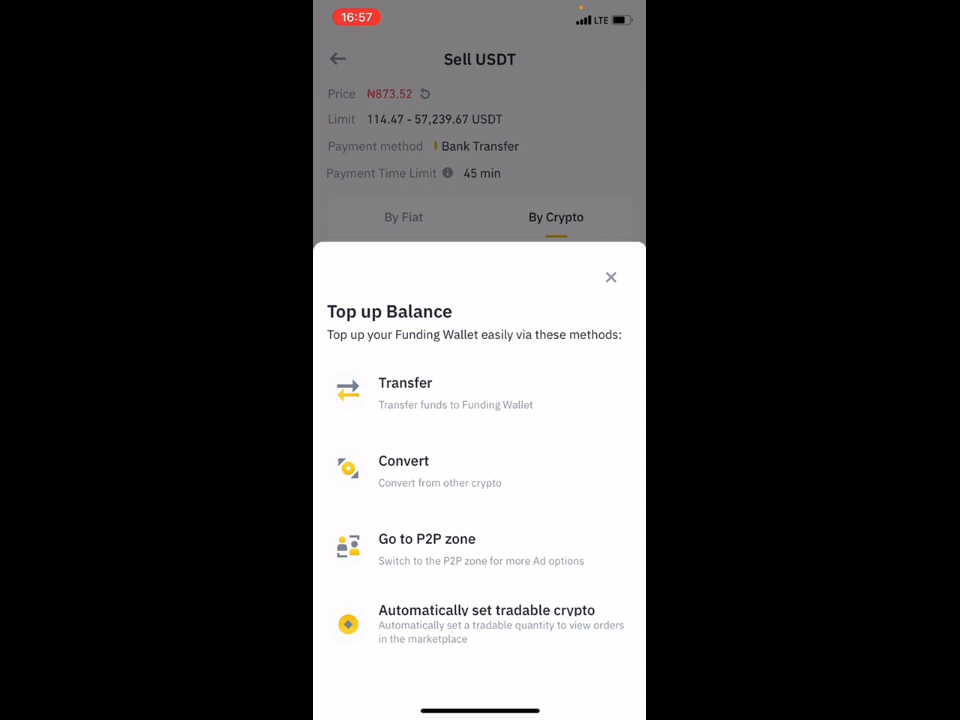 16:57
LTE
Sell USDT
Price ₦873.52
Limit 114.47 - 57,239.67 USDT
Payment method Bank Transfer
Payment Time Limit 45 min
By Fiat By Crypto
Top up Balance
Top up your Funding Wallet easily via these methods:
Transfer
Transfer funds to Funding Wallet
Convert
Convert from other crypto
Go to P2P zone
Switch to the P2P zone for more Ad options
Automatically set tradable crypto
Automatically set a tradable quantity to view orders
in the marketplace